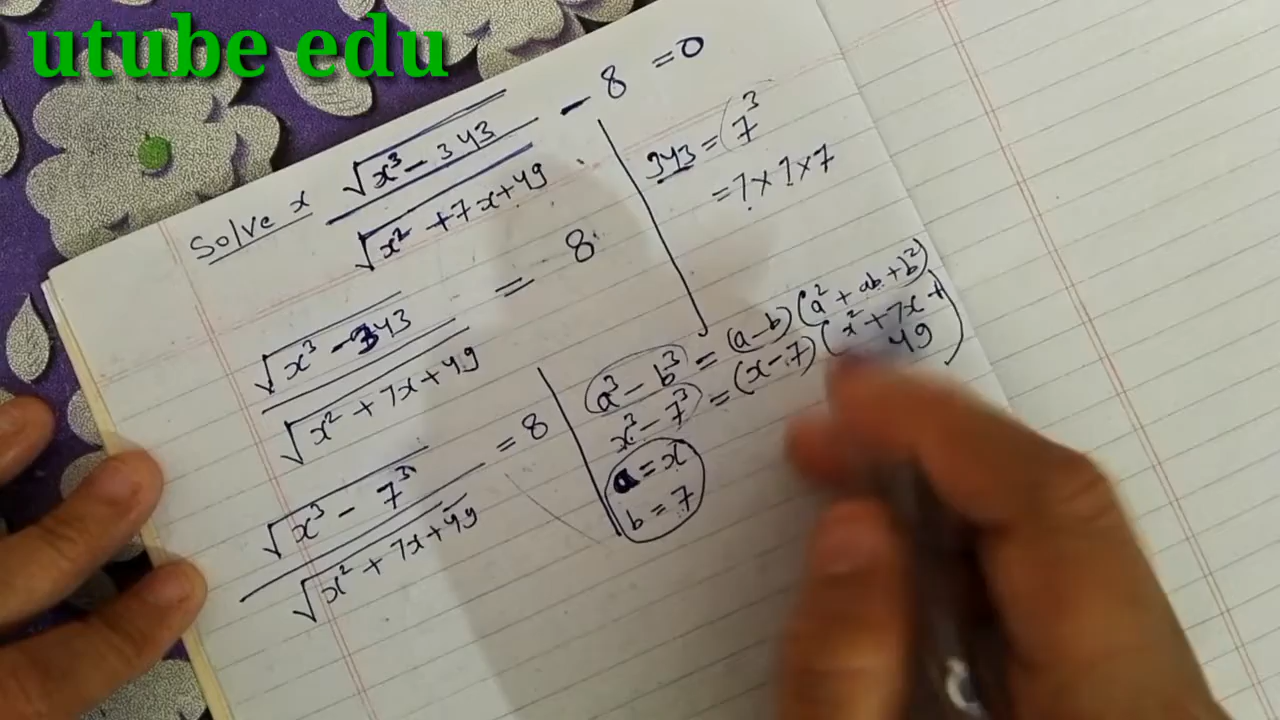 utube edu
Solve x √(x³ - 343) / √(x² + 7x + 49) - 8 = 0
343 = 7³
= 7 × 7 × 7
√(x³ - 343) / √(x² + 7x + 49) = 8
√(x³ - 7³) / √(x² + 7x + 49) = 8
a³ - b³ = (a - b)(a² + ab + b²)
x³ - 7³ = (x - 7)(x² + 7x + 49)
a = x
b = 7